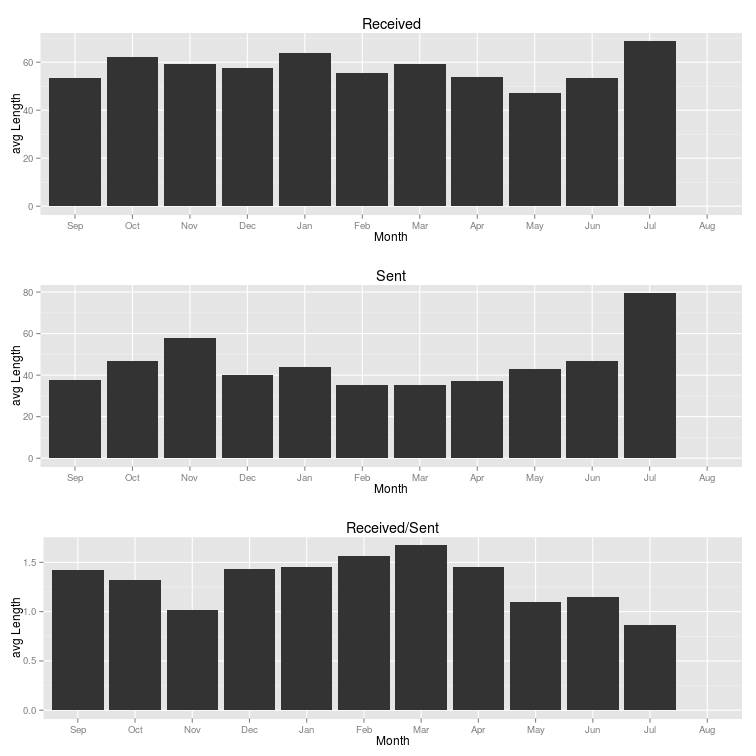 Received
avg Length
60
40
20
0
Sep Oct Nov Dec Jan Feb Mar Apr May Jun Jul Aug
Month
Sent
avg Length
80
60
40
20
0
Sep Oct Nov Dec Jan Feb Mar Apr May Jun Jul Aug
Month
Received/Sent
avg Length
1.5
1.0
0.5
0.0
Sep Oct Nov Dec Jan Feb Mar Apr May Jun Jul Aug
Month